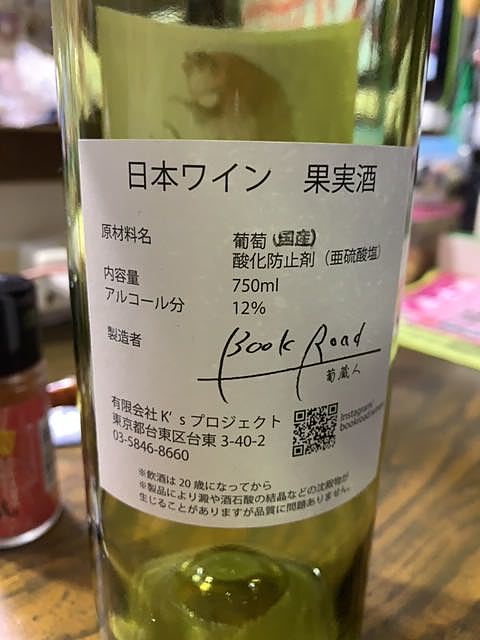 日本ワイン 果実酒
原材料名 葡萄（国産）
酸化防止剤（亜硫酸塩）
内容量 750ml
アルコール分 12%
製造者 Book Road
葡蔵人
有限会社 K's プロジェクト
東京都台東区台東 3-40-2
03-5846-8660
Instagram/
※飲酒は 20 歳になってから
※製品により澱や酒石酸の結晶などの沈殿物が
生じることがありますが品質に問題ありません。